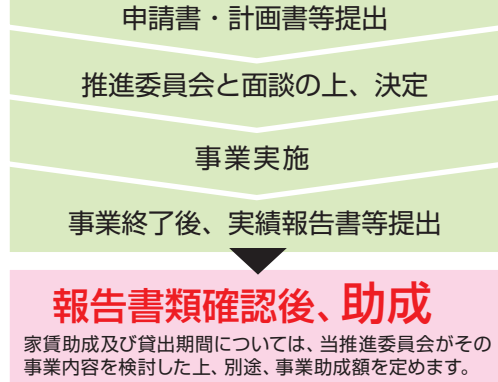 申請書・計画書等提出
推進委員会と面談の上、決定
事業実施
事業終了後、実績報告書等提出
報告書類確認後、助成
家賃助成及び貸出期間については、当推進委員会がその
事業内容を検討した上、別途、事業助成額を定めます。